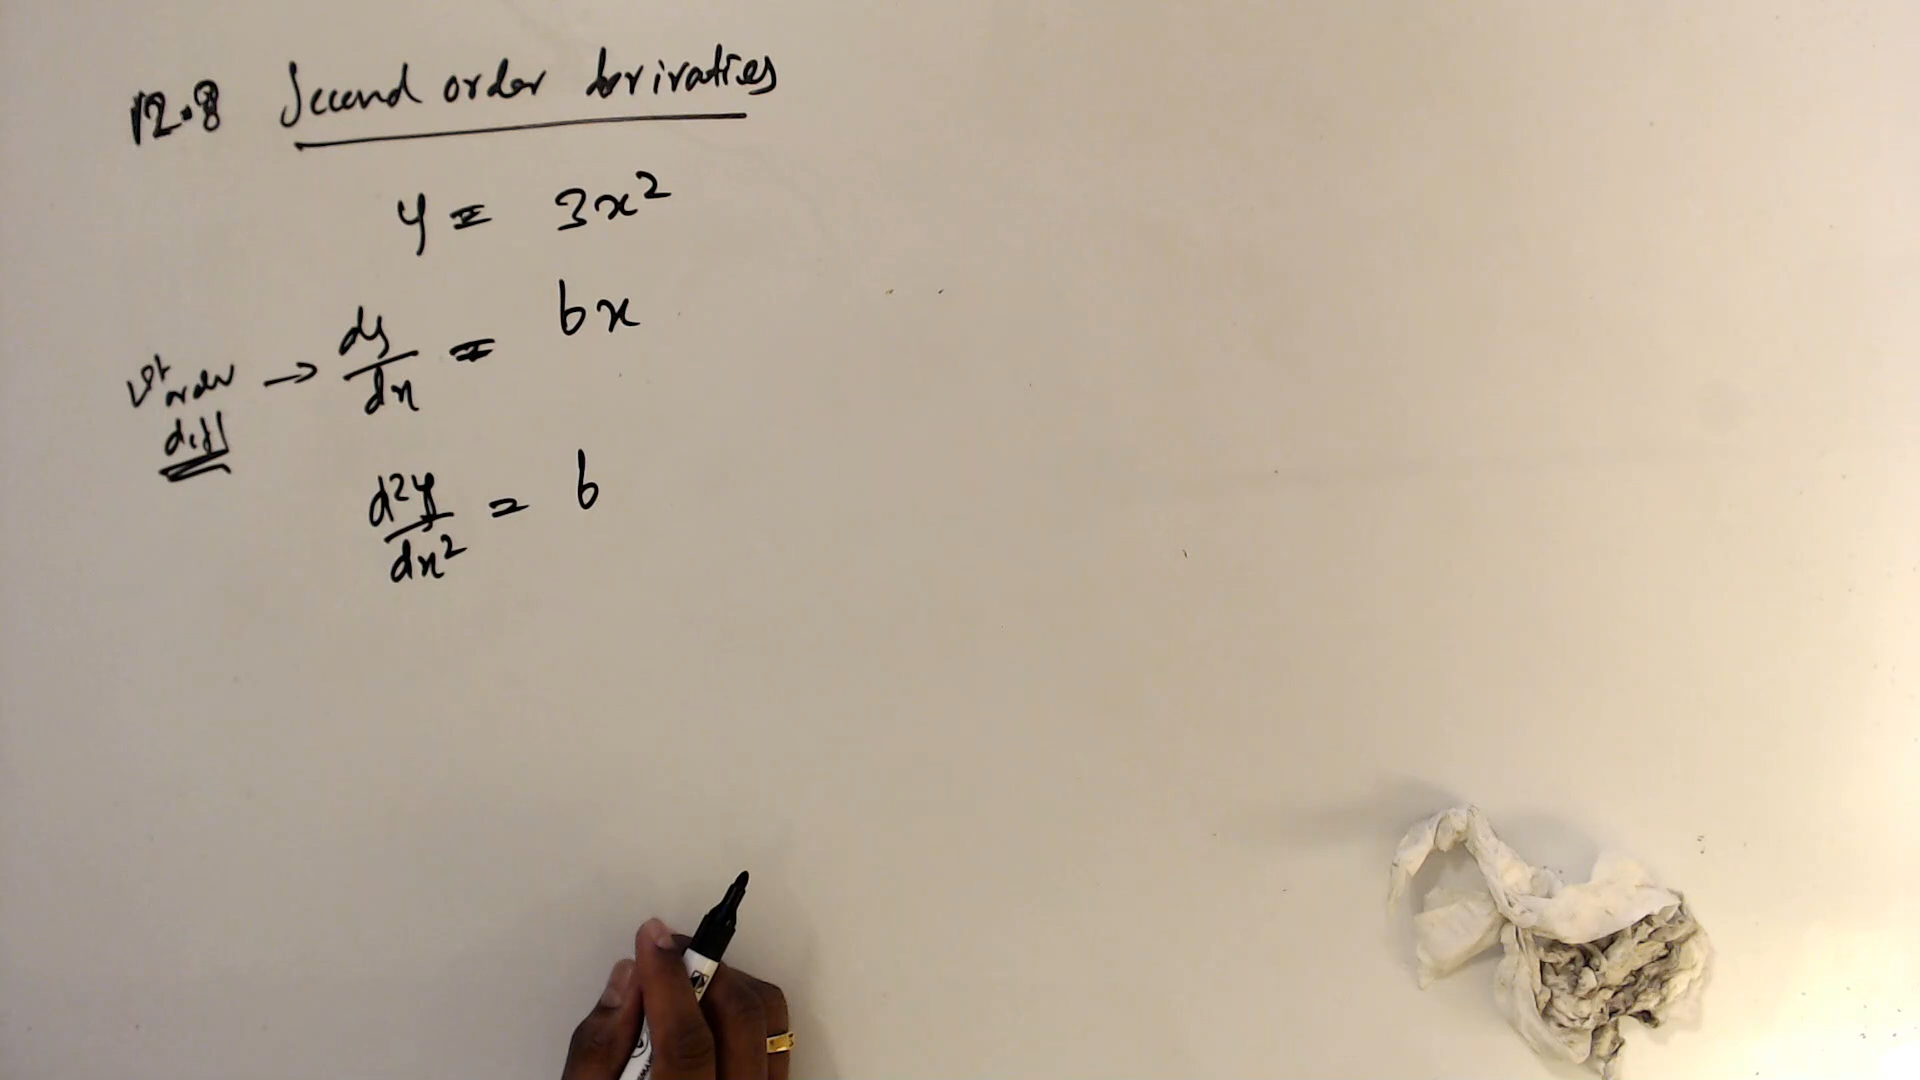 12.8 Second order derivatives
y = 3x²
dy/dx = 6x
1st order diff →
d²y/dx² = 6